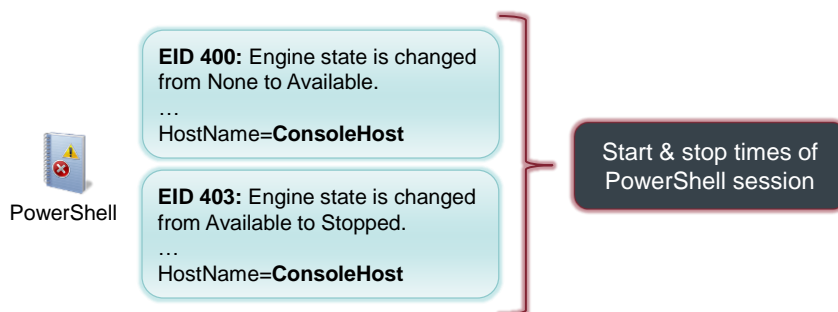 EID 400: Engine state is changed
from None to Available.
…
HostName=ConsoleHost
PowerShell
EID 403: Engine state is changed
from Available to Stopped.
…
HostName=ConsoleHost
Start & stop times of
PowerShell session